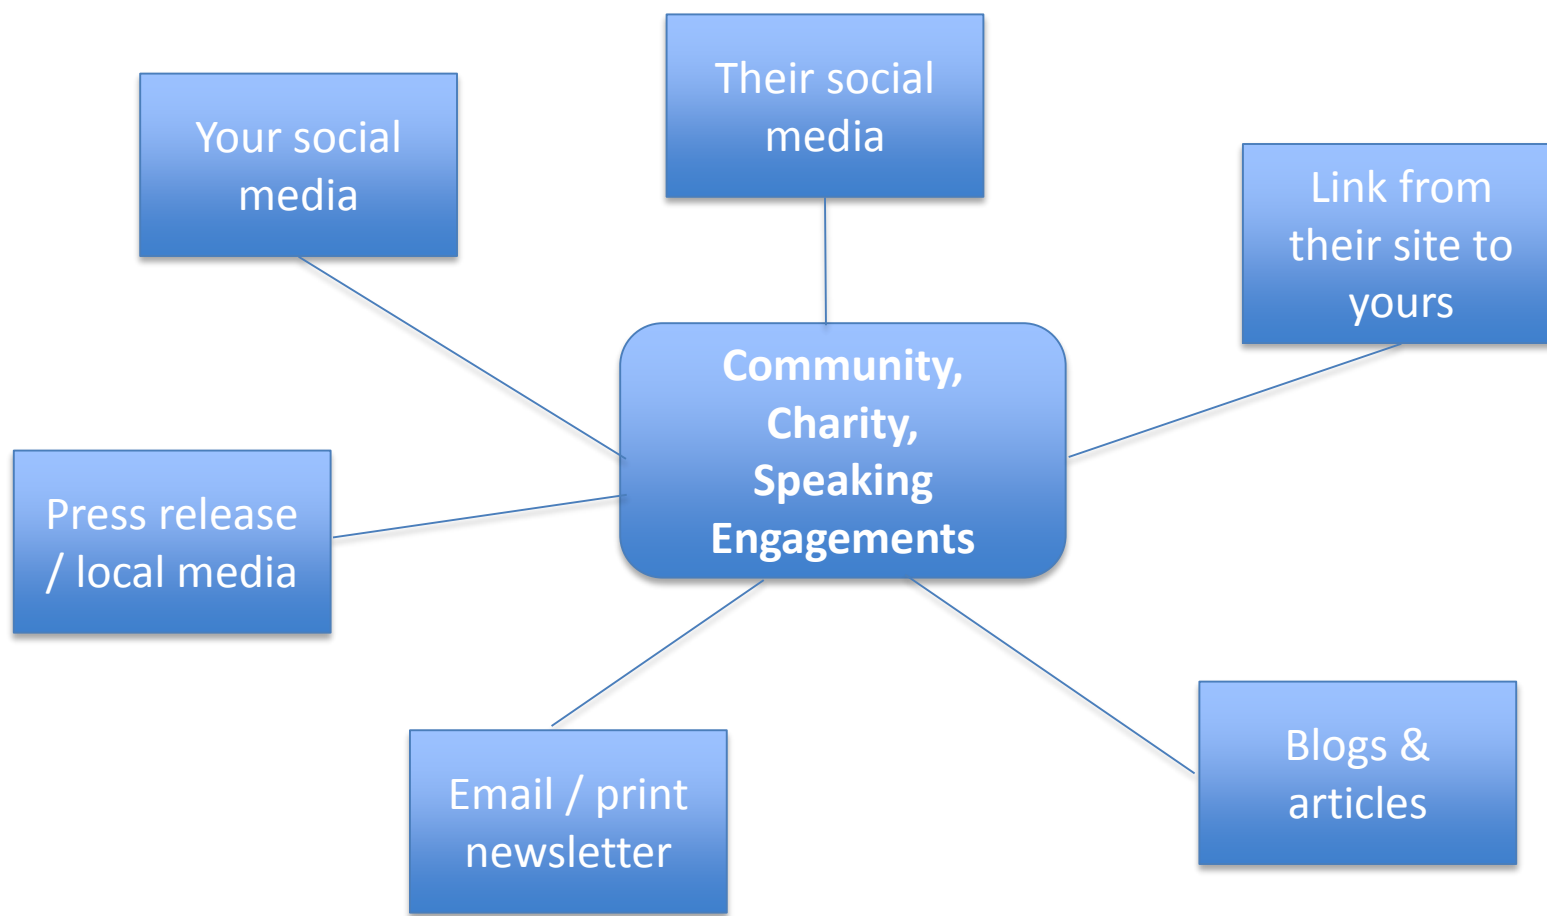 Their social
media
Your social
media
Link from
their site to
yours
Community,
Charity,
Speaking
Engagements
Press release
/ local media
Email / print
newsletter
Blogs &
articles